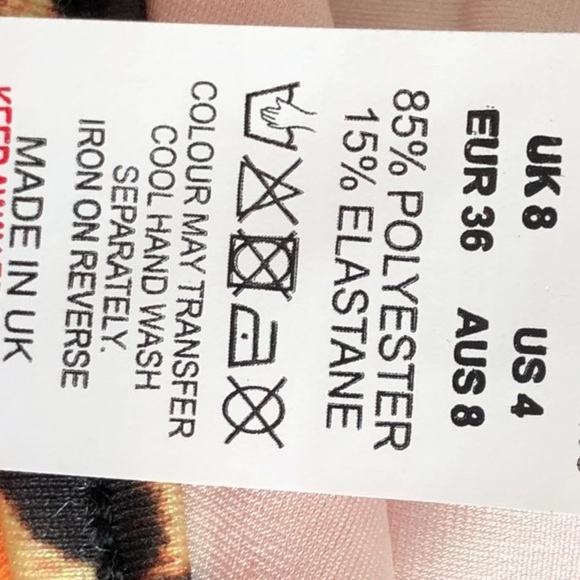 UK 8 US 4
EUR 36 AUS 8
85% POLYESTER
15% ELASTANE
COLOUR MAY TRANSFER
COOL HAND WASH
SEPARATELY.
IRON ON REVERSE
MADE IN UK
KEEP